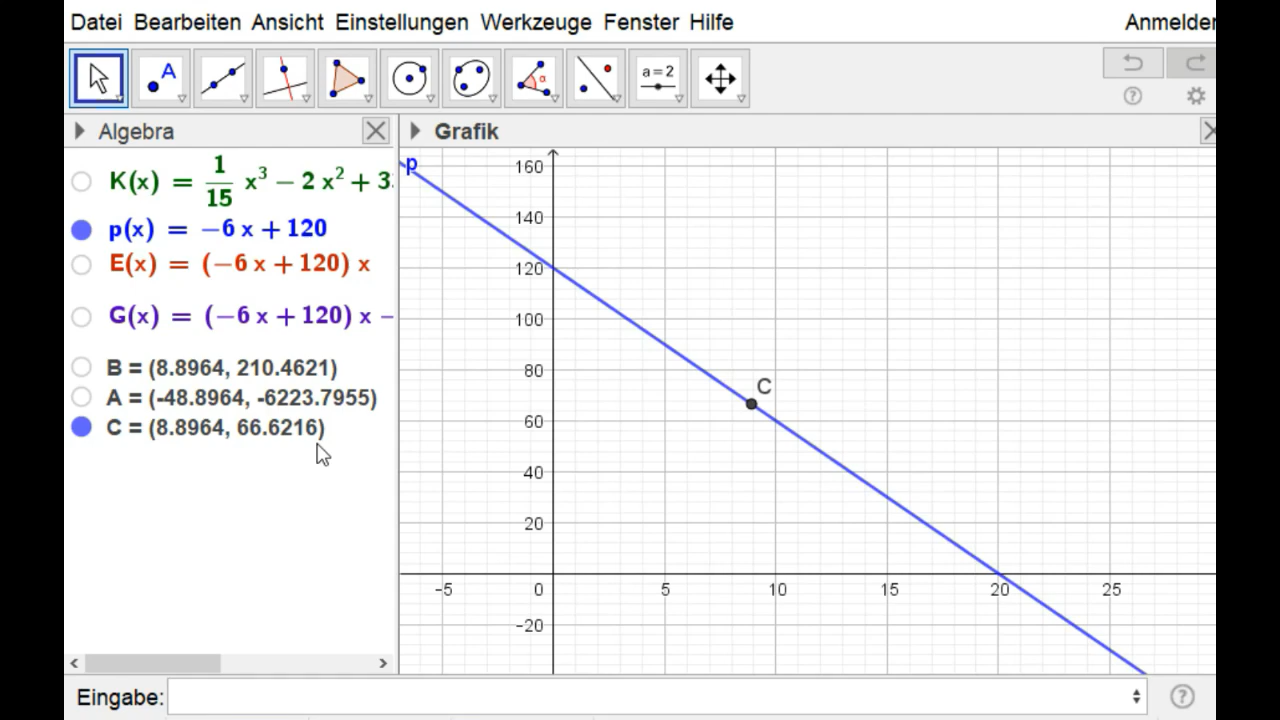 Datei Bearbeiten Ansicht Einstellungen Werkzeuge Fenster Hilfe Anmelder
A α a=2
Algebra
Grafik
K(x) = 1/15 x³ − 2 x² + 3
p(x) = −6 x + 120
E(x) = (−6 x + 120) x
G(x) = (−6 x + 120) x −
B = (8.8964, 210.4621)
A = (-48.8964, -6223.7955)
C = (8.8964, 66.6216)
p
160
140
120
100
80
C
60
40
20
−5 0 5 10 15 20 25
−20
Eingabe: